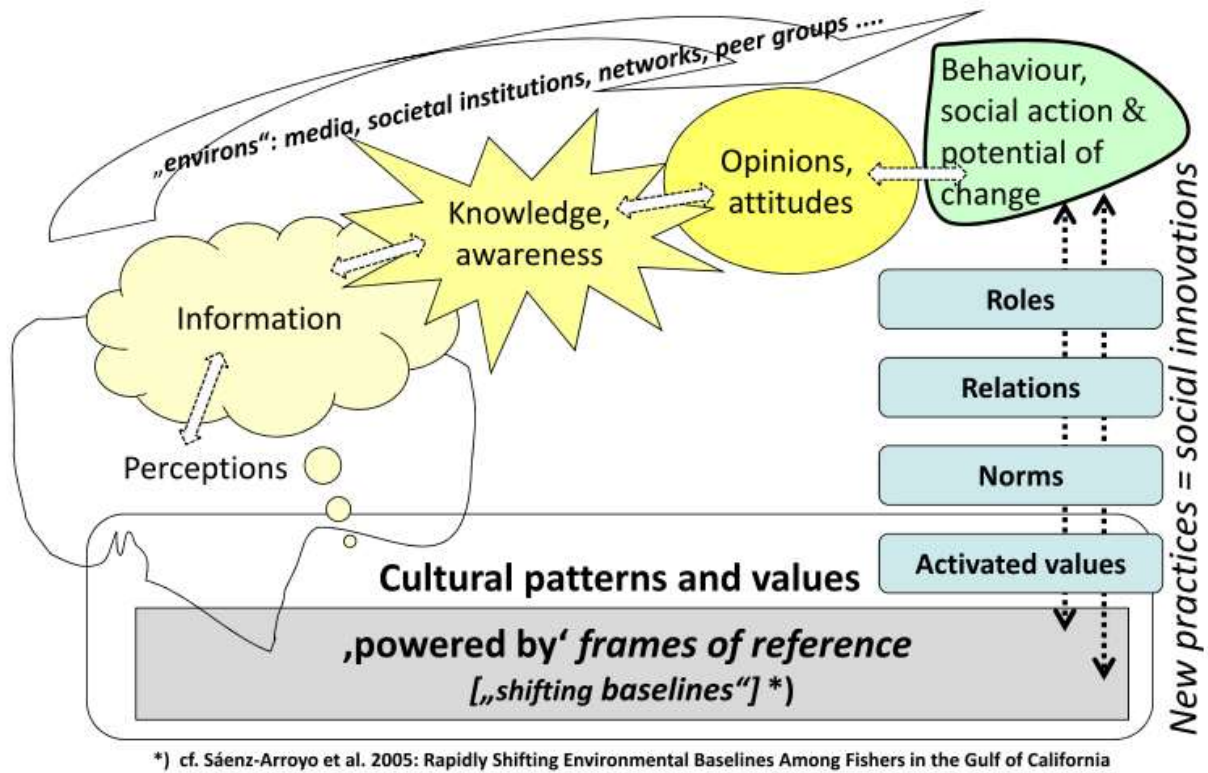 „environs“: media, societal institutions, networks, peer groups ....
Behaviour,
social action &
potential of
change
Opinions,
attitudes
Knowledge,
awareness
Information
Perceptions
Roles
Relations
Norms
Activated values
New practices = social innovations
Cultural patterns and values
‚powered by‘ frames of reference
[„shifting baselines“] *)
*) cf. Sáenz-Arroyo et al. 2005: Rapidly Shifting Environmental Baselines Among Fishers in the Gulf of California